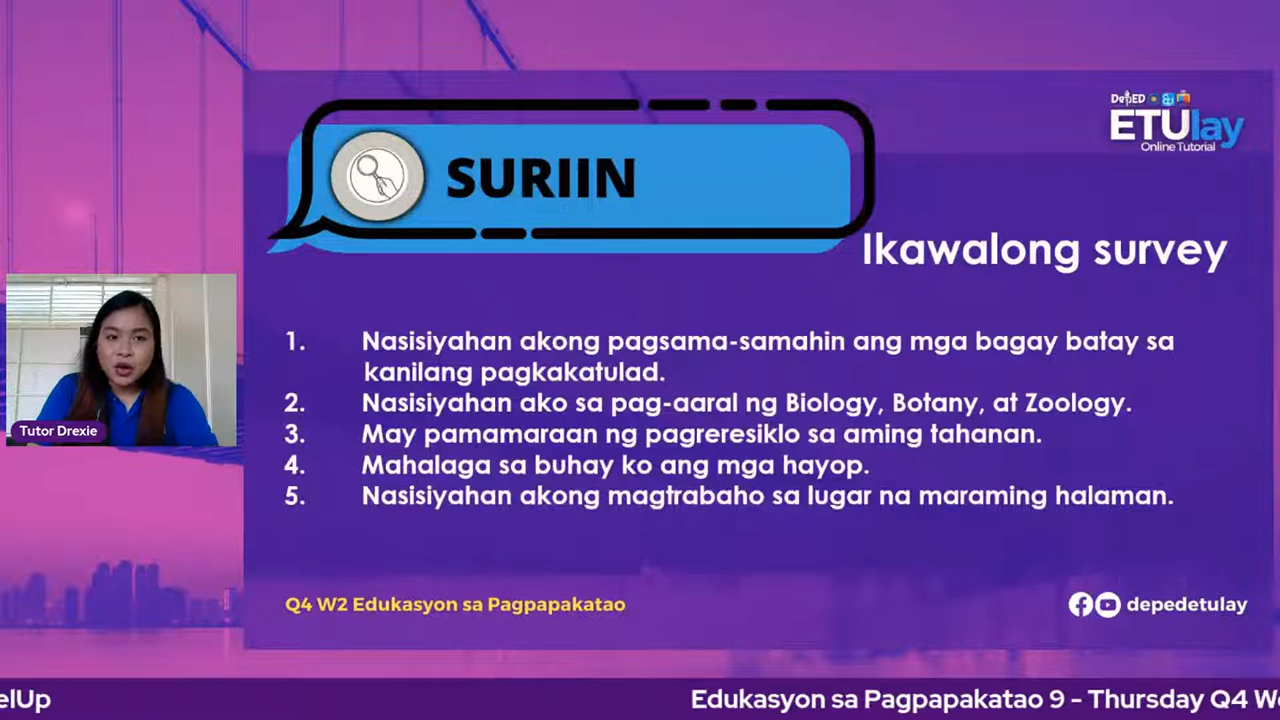 DepED
ETUlay
Online Tutorial
SURIIN
Ikawalong survey
1. Nasisiyahan akong pagsama-samahin ang mga bagay batay sa
kanilang pagkakatulad.
2. Nasisiyahan ako sa pag-aaral ng Biology, Botany, at Zoology.
3. May pamamaraan ng pagreresiklo sa aming tahanan.
4. Mahalaga sa buhay ko ang mga hayop.
5. Nasisiyahan akong magtrabaho sa lugar na maraming halaman.
Tutor Drexie
Q4 W2 Edukasyon sa Pagpapakatao
depedetulay
elUp
Edukasyon sa Pagpapakatao 9 - Thursday Q4 W